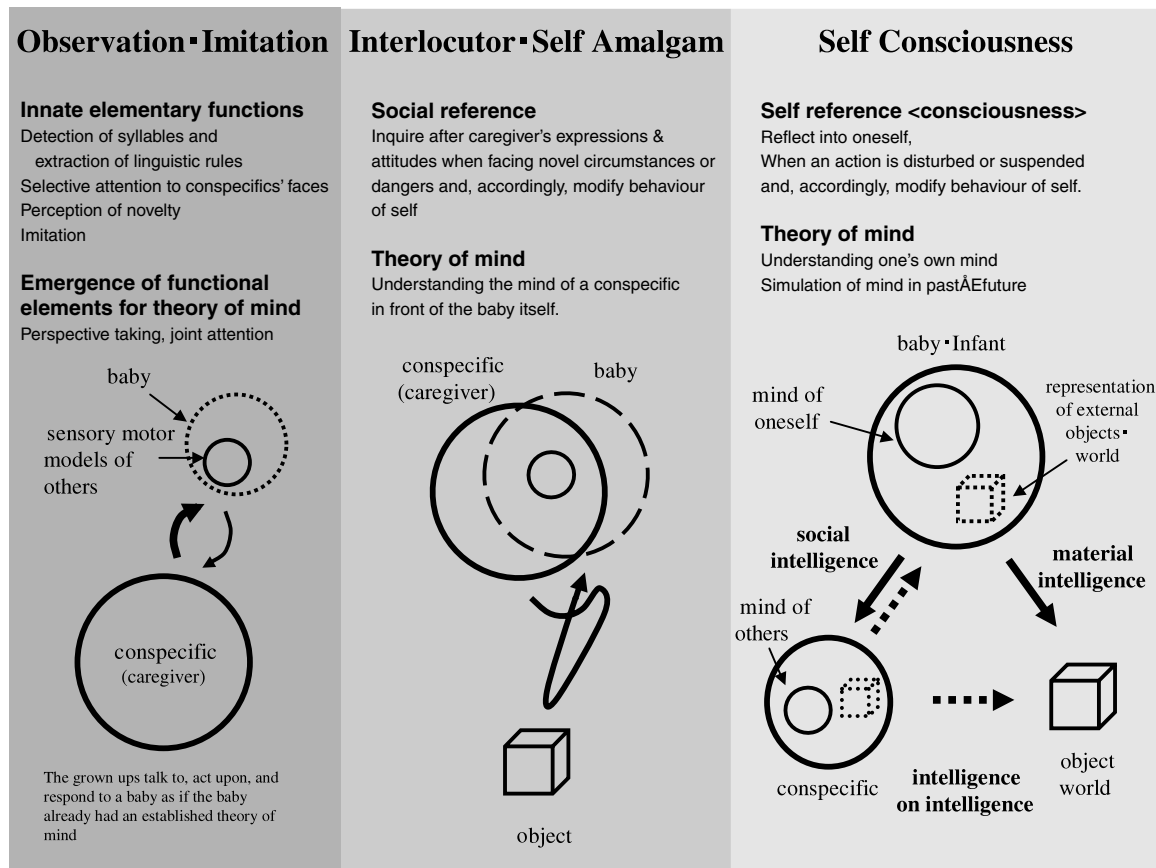 Observation▪Imitation
Innate elementary functions
Detection of syllables and
extraction of linguistic rules
Selective attention to conspecifics' faces
Perception of novelty
Imitation
Emergence of functional
elements for theory of mind
Perspective taking, joint attention
baby
sensory motor
models of
others
conspecific
(caregiver)
The grown ups talk to, act upon, and
respond to a baby as if the baby
already had an established theory of
mind
Interlocutor▪Self Amalgam
Social reference
Inquire after caregiver's expressions &
attitudes when facing novel circumstances or
dangers and, accordingly, modify behaviour
of self
Theory of mind
Understanding the mind of a conspecific
in front of the baby itself.
conspecific
(caregiver)
baby
object
Self Consciousness
Self reference <consciousness>
Reflect into oneself,
When an action is disturbed or suspended
and, accordingly, modify behaviour of self.
Theory of mind
Understanding one's own mind
Simulation of mind in pastÅEfuture
baby▪Infant
mind of
oneself
representation
of external
objects▪
world
social
intelligence
material
intelligence
mind of
others
conspecific
intelligence
on intelligence
object
world